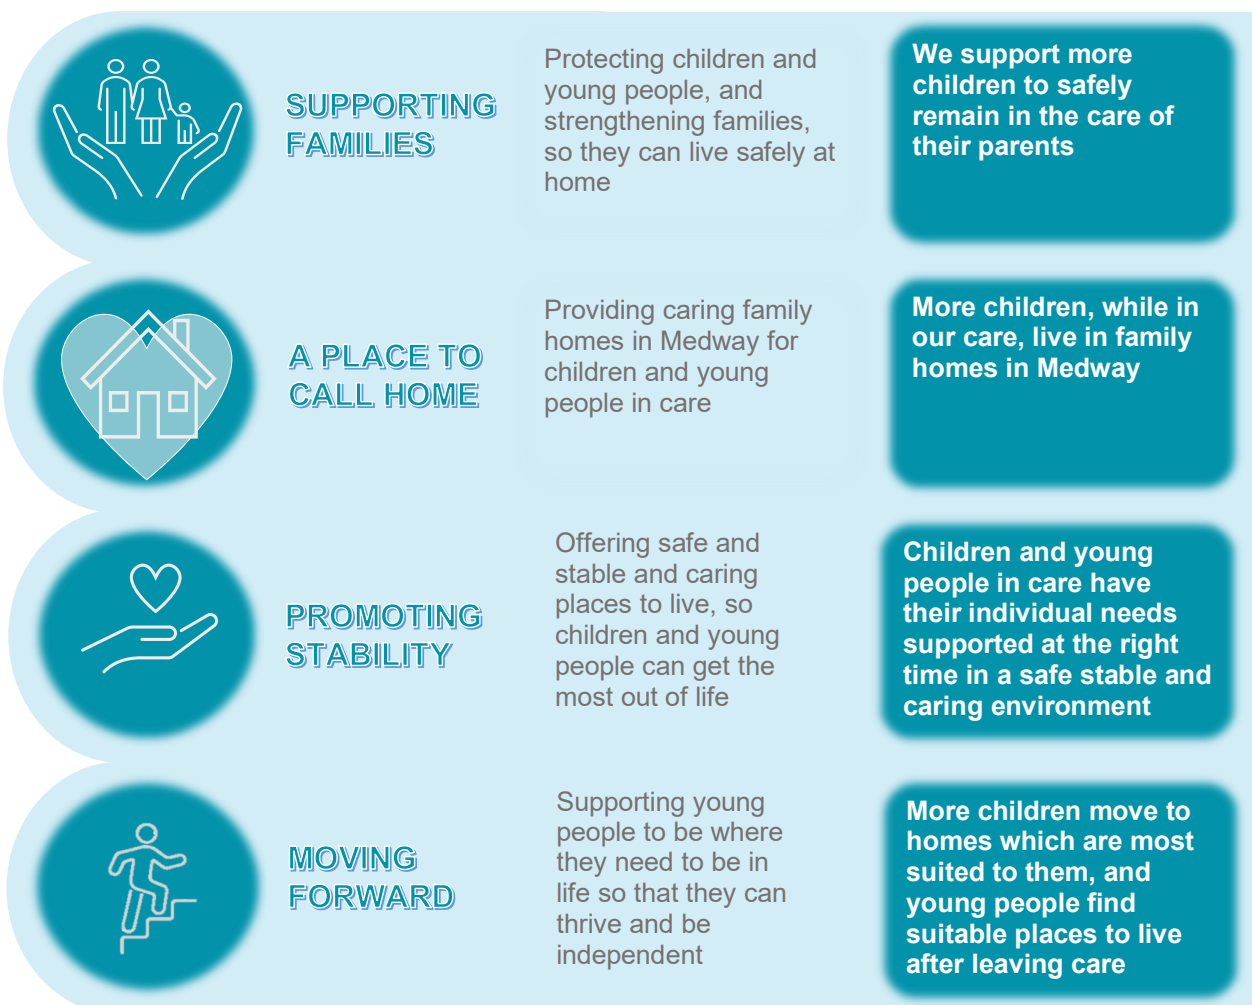 SUPPORTING
FAMILIES
Protecting children and
young people, and
strengthening families,
so they can live safely at
home
We support more
children to safely
remain in the care of
their parents
A PLACE TO
CALL HOME
Providing caring family
homes in Medway for
children and young
people in care
More children, while in
our care, live in family
homes in Medway
PROMOTING
STABILITY
Offering safe and
stable and caring
places to live, so
children and young
people can get the
most out of life
Children and young
people in care have
their individual needs
supported at the right
time in a safe stable and
caring environment
MOVING
FORWARD
Supporting young
people to be where
they need to be in
life so that they can
thrive and be
independent
More children move to
homes which are most
suited to them, and
young people find
suitable places to live
after leaving care